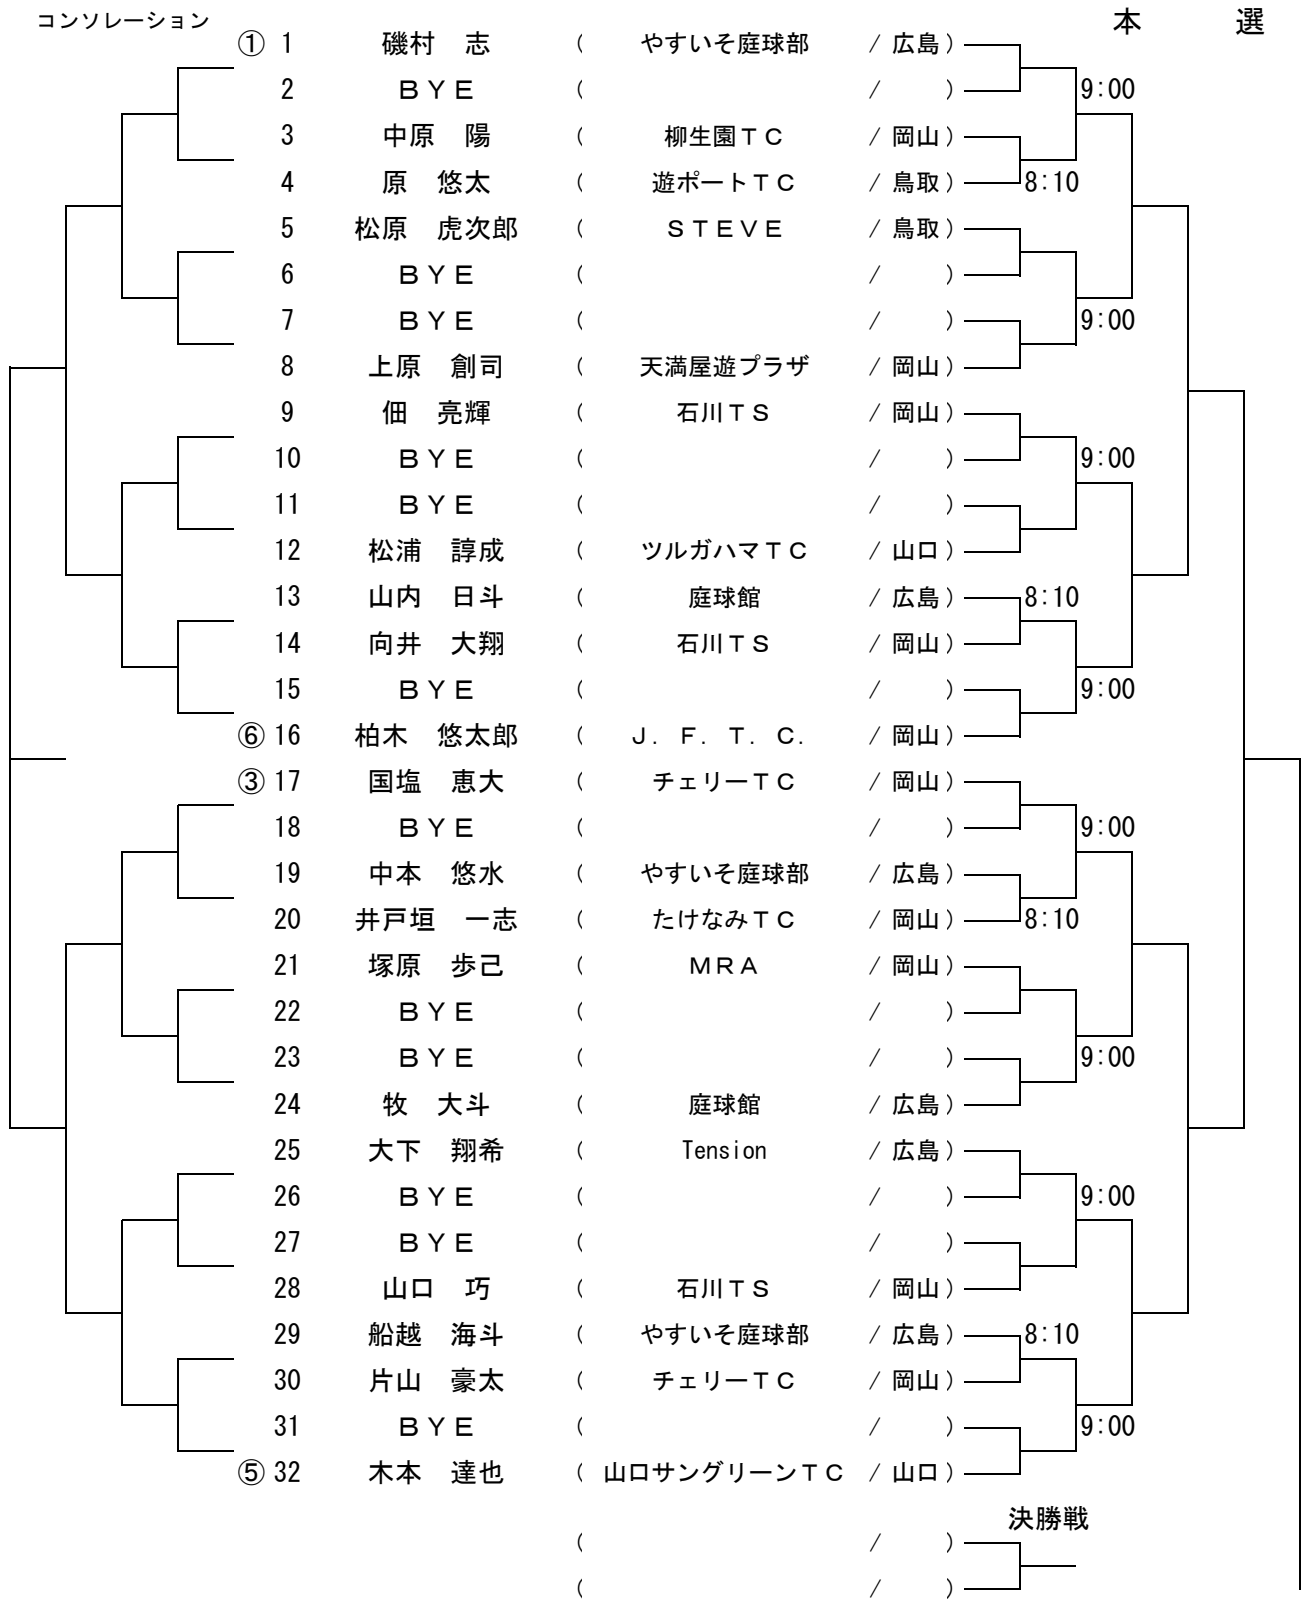 コンソレーション
本　選
① 1 磯村　志 ( やすいそ庭球部 / 広島 )
2 ＢＹＥ ( / ) 9:00
3 中原　陽 ( 柳生園ＴＣ / 岡山 )
4 原　悠太 ( 遊ポートＴＣ / 鳥取 ) 8:10
5 松原　虎次郎 ( ＳＴＥＶＥ / 鳥取 )
6 ＢＹＥ ( / )
7 ＢＹＥ ( / ) 9:00
8 上原　創司 ( 天満屋遊プラザ / 岡山 )
9 佃　亮輝 ( 石川ＴＳ / 岡山 )
10 ＢＹＥ ( / ) 9:00
11 ＢＹＥ ( / )
12 松浦　諄成 ( ツルガハマＴＣ / 山口 )
13 山内　日斗 ( 庭球館 / 広島 ) 8:10
14 向井　大翔 ( 石川ＴＳ / 岡山 )
15 ＢＹＥ ( / ) 9:00
⑥ 16 柏木　悠太郎 ( Ｊ．Ｆ．Ｔ．Ｃ． / 岡山 )
③ 17 国塩　恵大 ( チェリーＴＣ / 岡山 )
18 ＢＹＥ ( / ) 9:00
19 中本　悠水 ( やすいそ庭球部 / 広島 )
20 井戸垣　一志 ( たけなみＴＣ / 岡山 ) 8:10
21 塚原　歩己 ( ＭＲＡ / 岡山 )
22 ＢＹＥ ( / )
23 ＢＹＥ ( / ) 9:00
24 牧　大斗 ( 庭球館 / 広島 )
25 大下　翔希 ( Tension / 広島 )
26 ＢＹＥ ( / ) 9:00
27 ＢＹＥ ( / )
28 山口　巧 ( 石川ＴＳ / 岡山 )
29 船越　海斗 ( やすいそ庭球部 / 広島 ) 8:10
30 片山　豪太 ( チェリーＴＣ / 岡山 )
31 ＢＹＥ ( / ) 9:00
⑤ 32 木本　達也 ( 山口サングリーンＴＣ / 山口 )
決勝戦
( / )
( / )